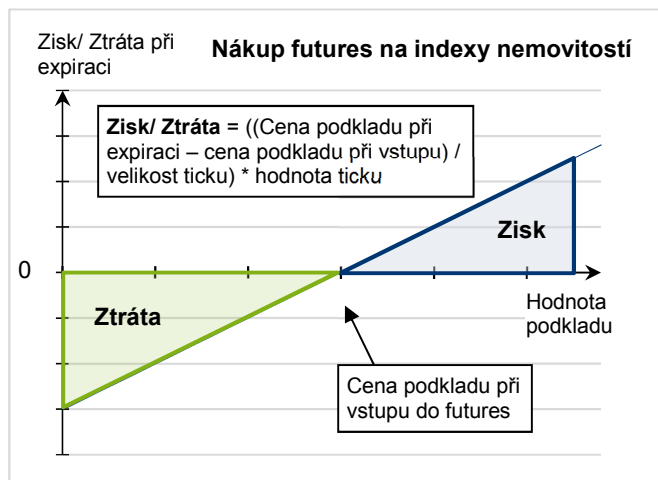 Zisk/ Ztráta při
expiraci
Nákup futures na indexy nemovitostí
Zisk/ Ztráta = ((Cena podkladu při
expiraci – cena podkladu při vstupu) /
velikost ticku) * hodnota ticku
Zisk
0
Ztráta
Hodnota
podkladu
Cena podkladu při
vstupu do futures